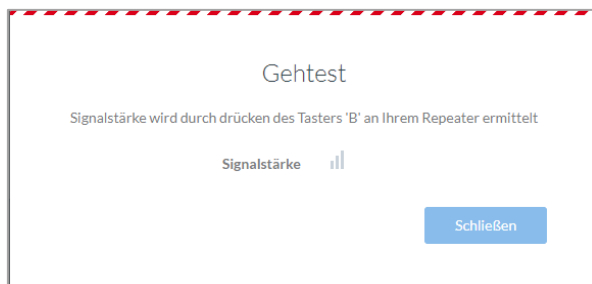 Gehtest
Signalstärke wird durch drücken des Tasters 'B' an Ihrem Repeater ermittelt
Signalstärke
Schließen